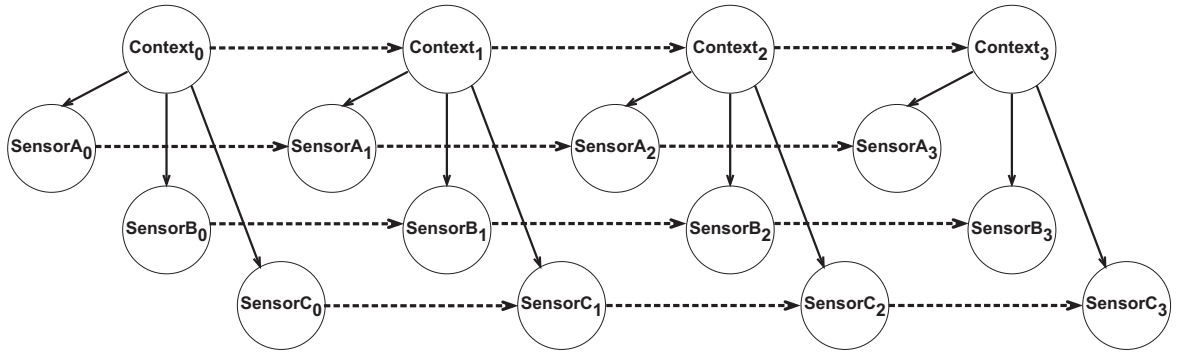 Context0
Context1
Context2
Context3
SensorA0
SensorA1
SensorA2
SensorA3
SensorB0
SensorB1
SensorB2
SensorB3
SensorC0
SensorC1
SensorC2
SensorC3